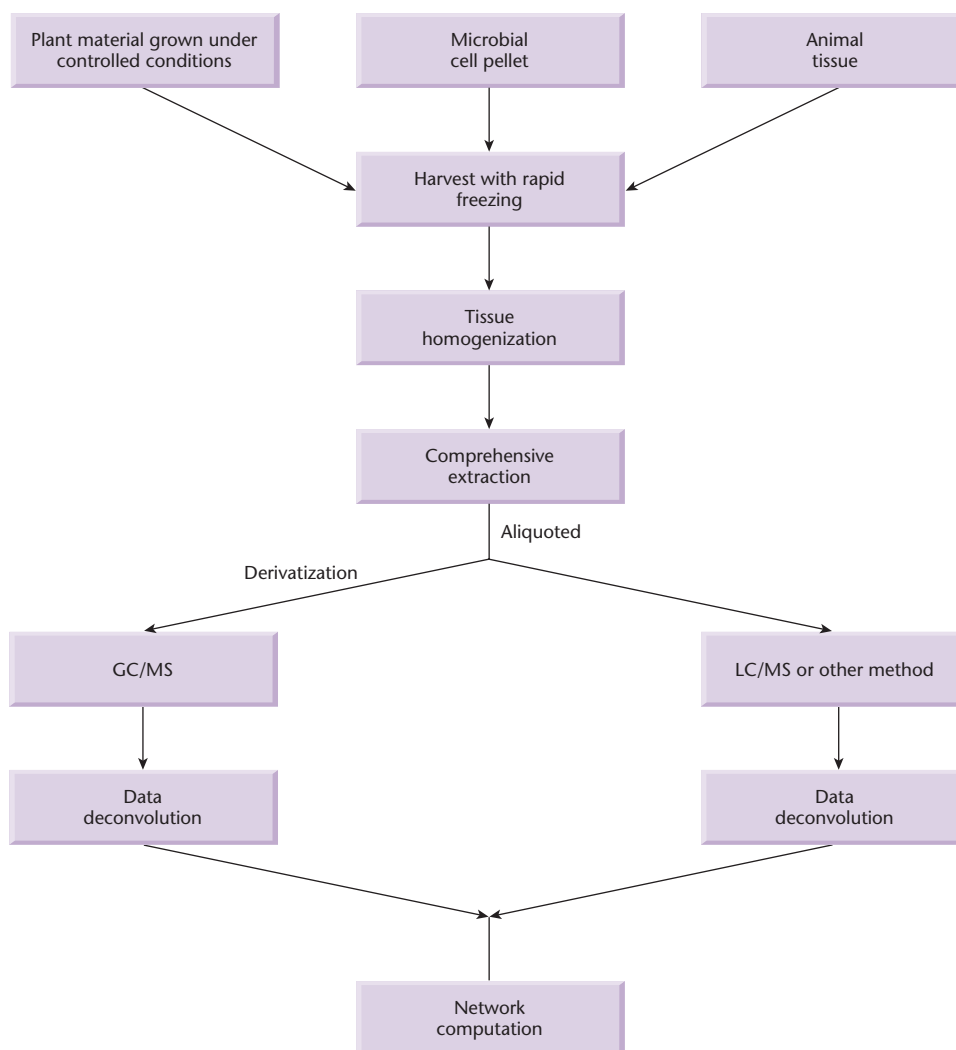 Plant material grown under
controlled conditions
Microbial
cell pellet
Animal
tissue
Harvest with rapid
freezing
Tissue
homogenization
Comprehensive
extraction
Aliquoted
Derivatization
GC/MS
LC/MS or other method
Data
deconvolution
Data
deconvolution
Network
computation